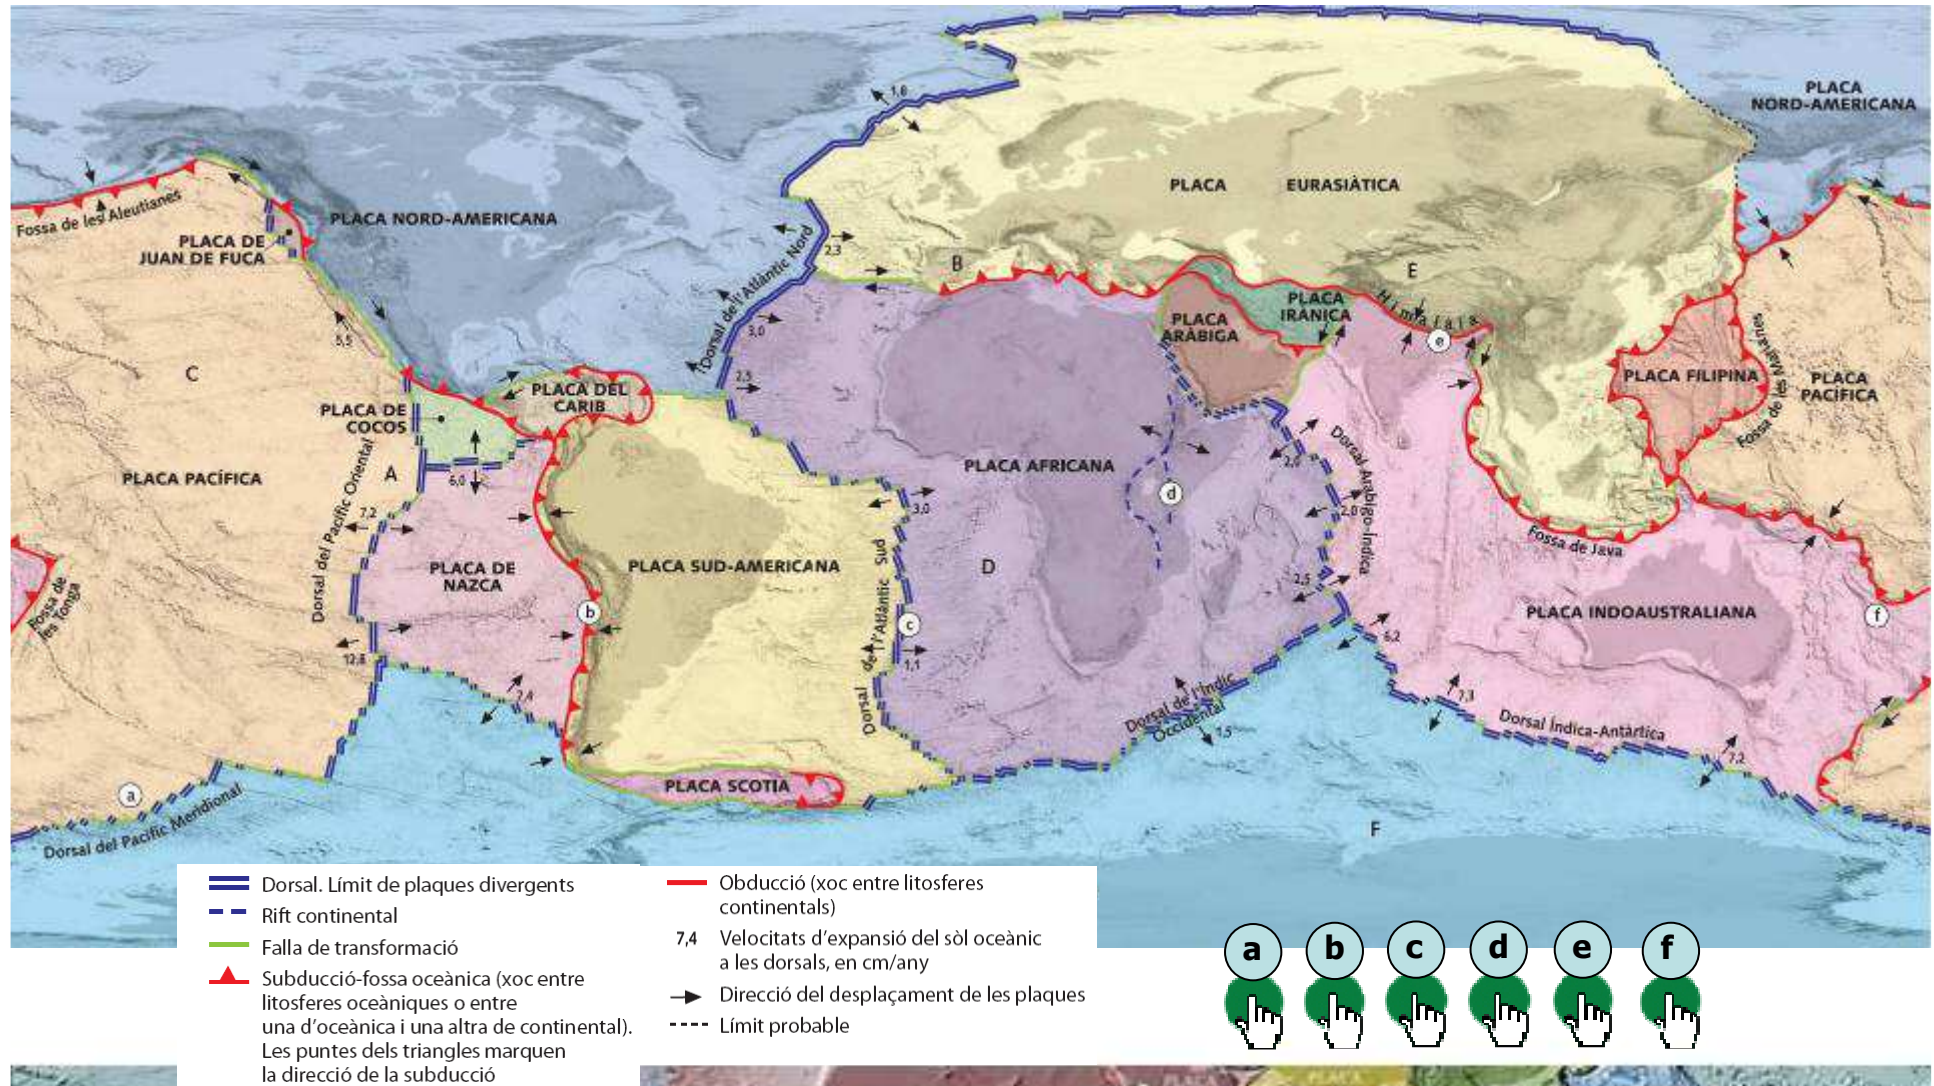 PLACA
NORD-AMERICANA
1,8
PLACA EURASIÀTICA
Fossa de les Aleutianes
PLACA NORD-AMERICANA
PLACA DE
JUAN DE FUCA
2,3
Dorsal de l'Atlàntic Nord
B
E
Himàlaia
PLACA
IRÀNICA
PLACA
ARÀBIGA
e
3,0
5,5
C
2,5
PLACA DEL
CARIB
PLACA DE
COCOS
PLACA FILIPINA
Fossa de les Mariannes
PLACA
PACÍFICA
PLACA PACÍFICA
A
6,0
Dorsal del Pacífic Oriental
7,2
PLACA AFRICANA
d
2,0
2,0
Dorsal Aràbigo-Índica
3,0
PLACA DE
NAZCA
PLACA SUD-AMERICANA
D
Fossa de Java
2,5
Fossa de
les Tonga
b
c
Dorsal de l'Atlàntic Sud
1,1
PLACA INDOAUSTRALIANA
f
6,2
12,8
7,4
7,3
Dorsal de l'Índic
Occidental
1,5
Dorsal Índica-Antàrtica
7,2
PLACA SCOTIA
a
Dorsal del Pacífic Meridional
F
Dorsal. Límit de plaques divergents
Rift continental
Falla de transformació
Subducció-fossa oceànica (xoc entre
litosferes oceàniques o entre
una d'oceànica i una altra de continental).
Les puntes dels triangles marquen
la direcció de la subducció
Obducció (xoc entre litosferes
continentals)
7,4 Velocitats d'expansió del sòl oceànic
a les dorsals, en cm/any
Direcció del desplaçament de les plaques
Límit probable
a b c d e f